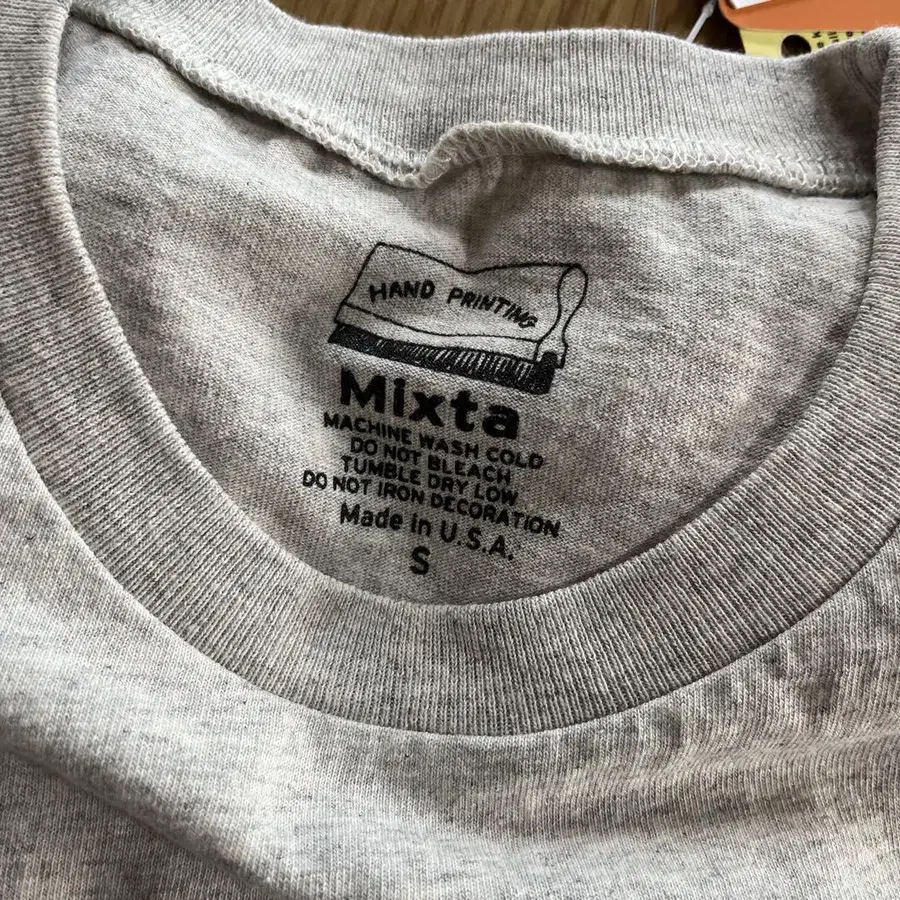 HAND PRINTING
Mixta
MACHINE WASH COLD
DO NOT BLEACH
TUMBLE DRY LOW
DO NOT IRON DECORATION
Made in U.S.A.
S